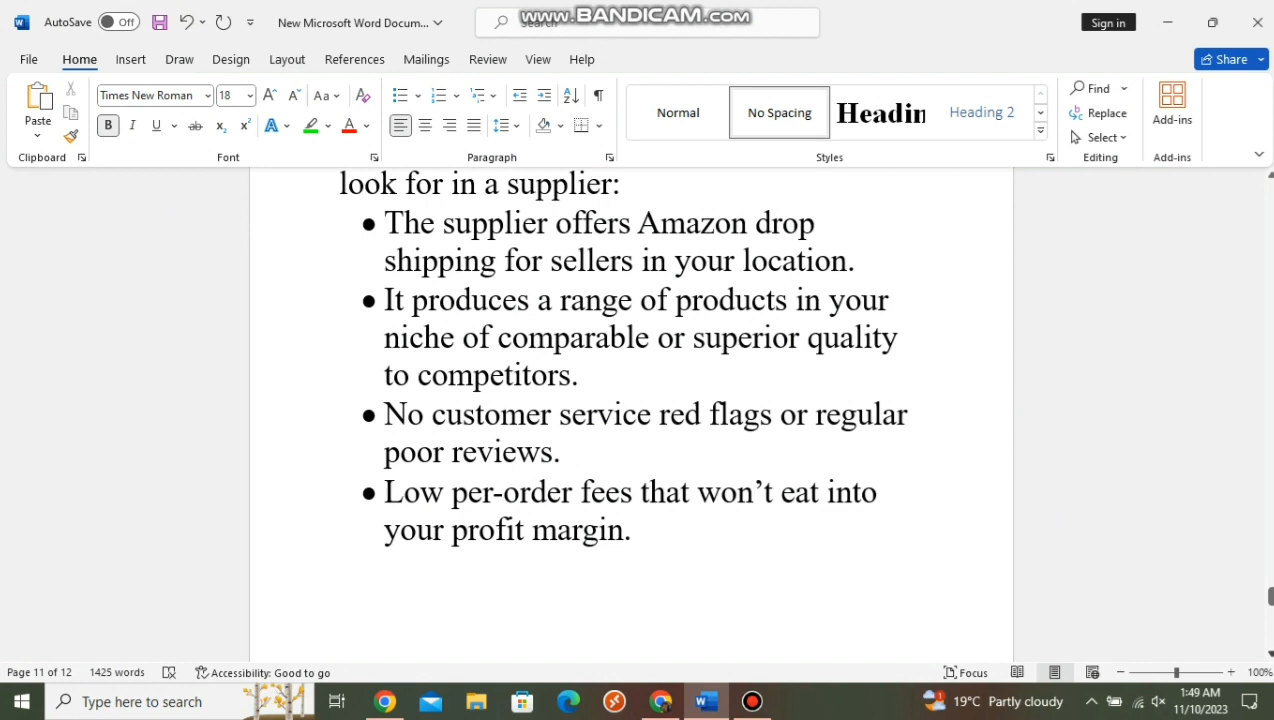 www.BANDICAM.com
AutoSave Off New Microsoft Word Docum... Search Sign in
File Home Insert Draw Design Layout References Mailings Review View Help Share
Paste Times New Roman 18 Aa Normal No Spacing Heading 2 Find Replace Select Add-ins
Clipboard Font Paragraph Styles Editing Add-ins
look for in a supplier:
● The supplier offers Amazon drop
shipping for sellers in your location.
● It produces a range of products in your
niche of comparable or superior quality
to competitors.
● No customer service red flags or regular
poor reviews.
● Low per-order fees that won’t eat into
your profit margin.
Page 11 of 12 1425 words Accessibility: Good to go Focus 100%
Type here to search 19°C Partly cloudy 1:49 AM
11/10/2023